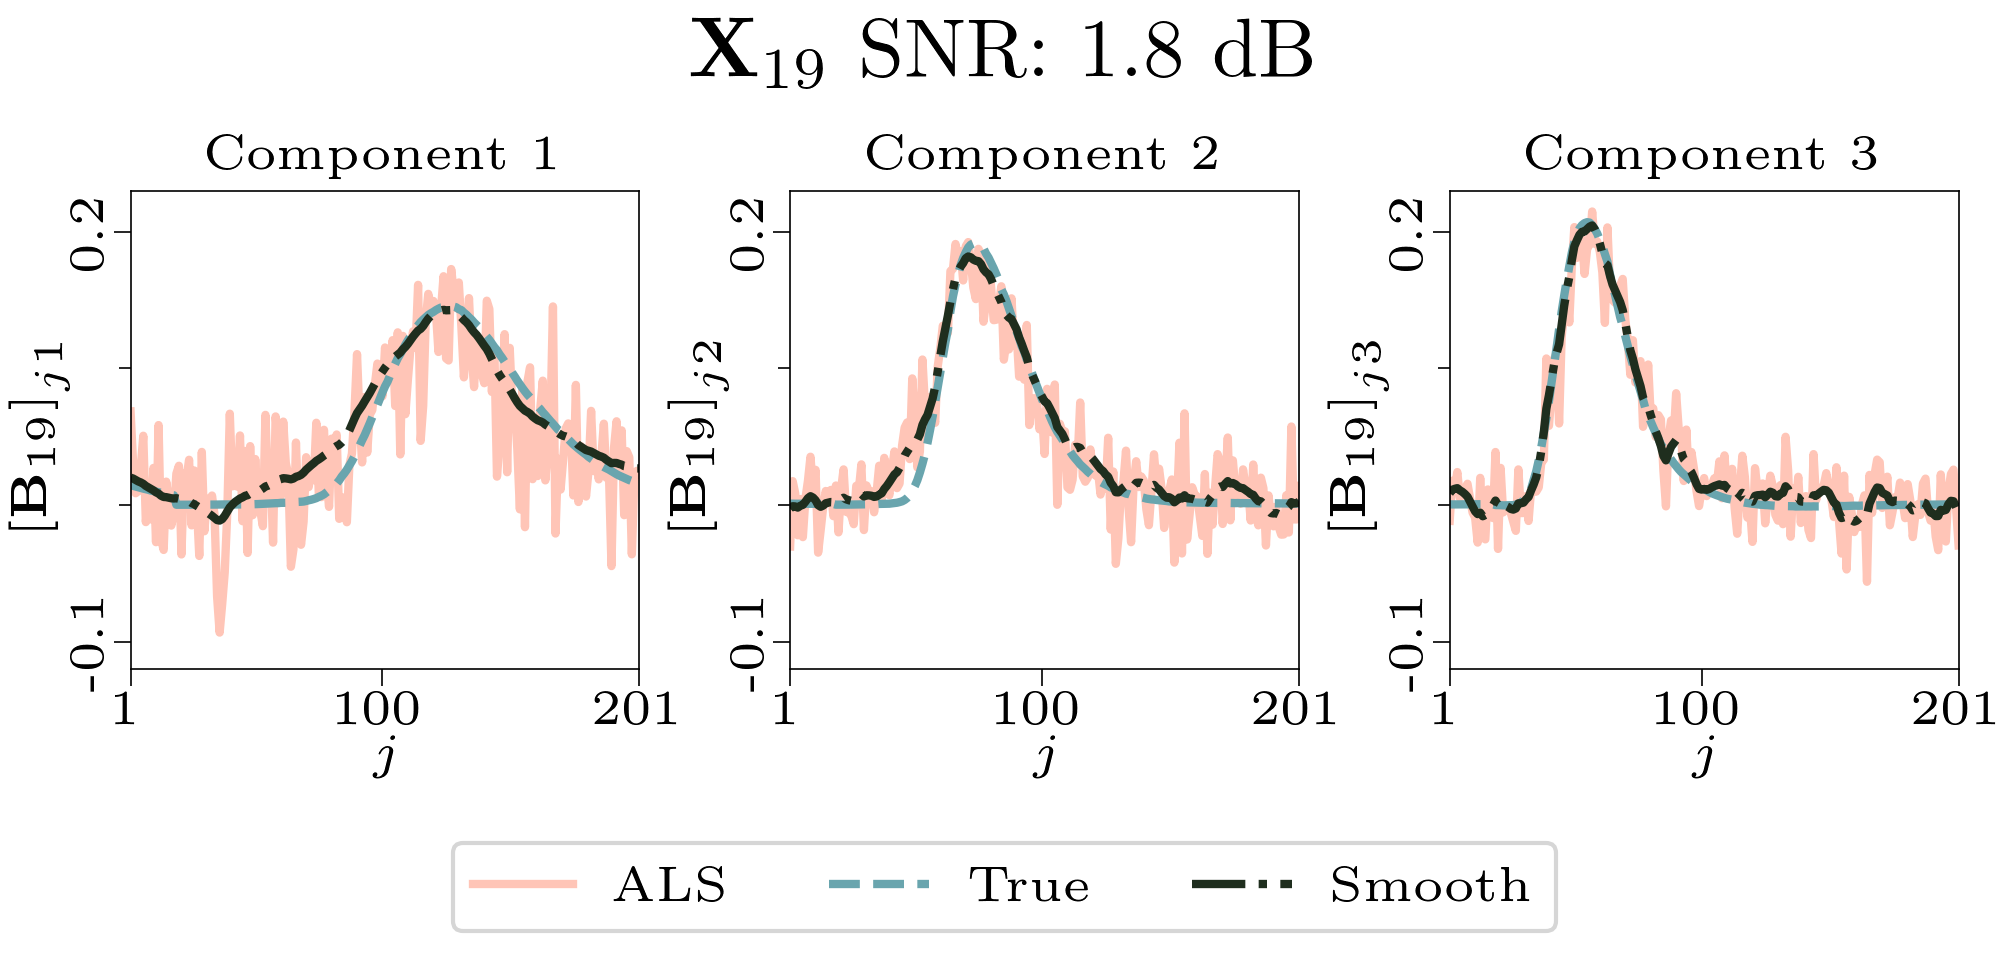 X19 SNR: 1.8 dB
Component 1
Component 2
Component 3
0.2
-0.1
[B19]j1
1
100
201
j
0.2
-0.1
[B19]j2
1
100
201
j
0.2
-0.1
[B19]j3
1
100
201
j
ALS
True
Smooth